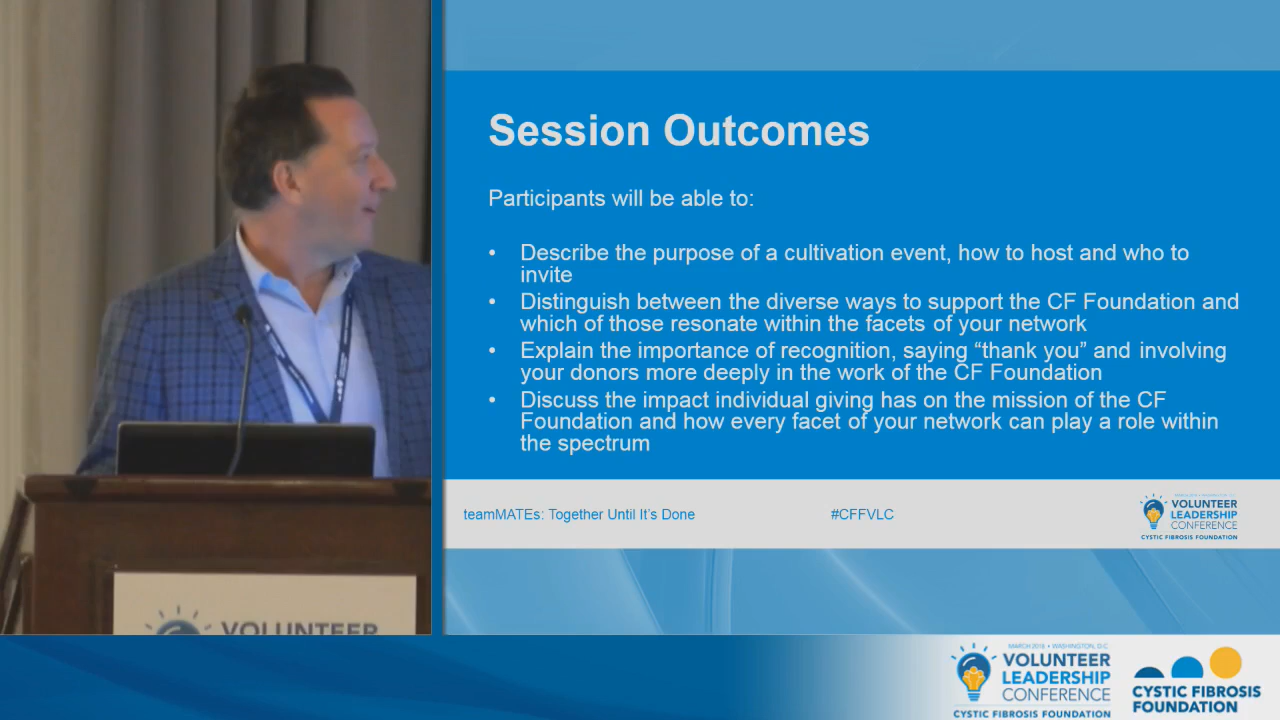 Session Outcomes
Participants will be able to:
• Describe the purpose of a cultivation event, how to host and who to
invite
• Distinguish between the diverse ways to support the CF Foundation and
which of those resonate within the facets of your network
• Explain the importance of recognition, saying “thank you” and involving
your donors more deeply in the work of the CF Foundation
• Discuss the impact individual giving has on the mission of the CF
Foundation and how every facet of your network can play a role within
the spectrum
teamMATEs: Together Until It’s Done
#CFFVLC
VOLUNTEER
LEADERSHIP
CONFERENCE
CYSTIC FIBROSIS FOUNDATION
VOLUNTEER
MARCH 2018 • WASHINGTON, D.C.
VOLUNTEER
LEADERSHIP
CONFERENCE
CYSTIC FIBROSIS FOUNDATION
CYSTIC FIBROSIS
FOUNDATION